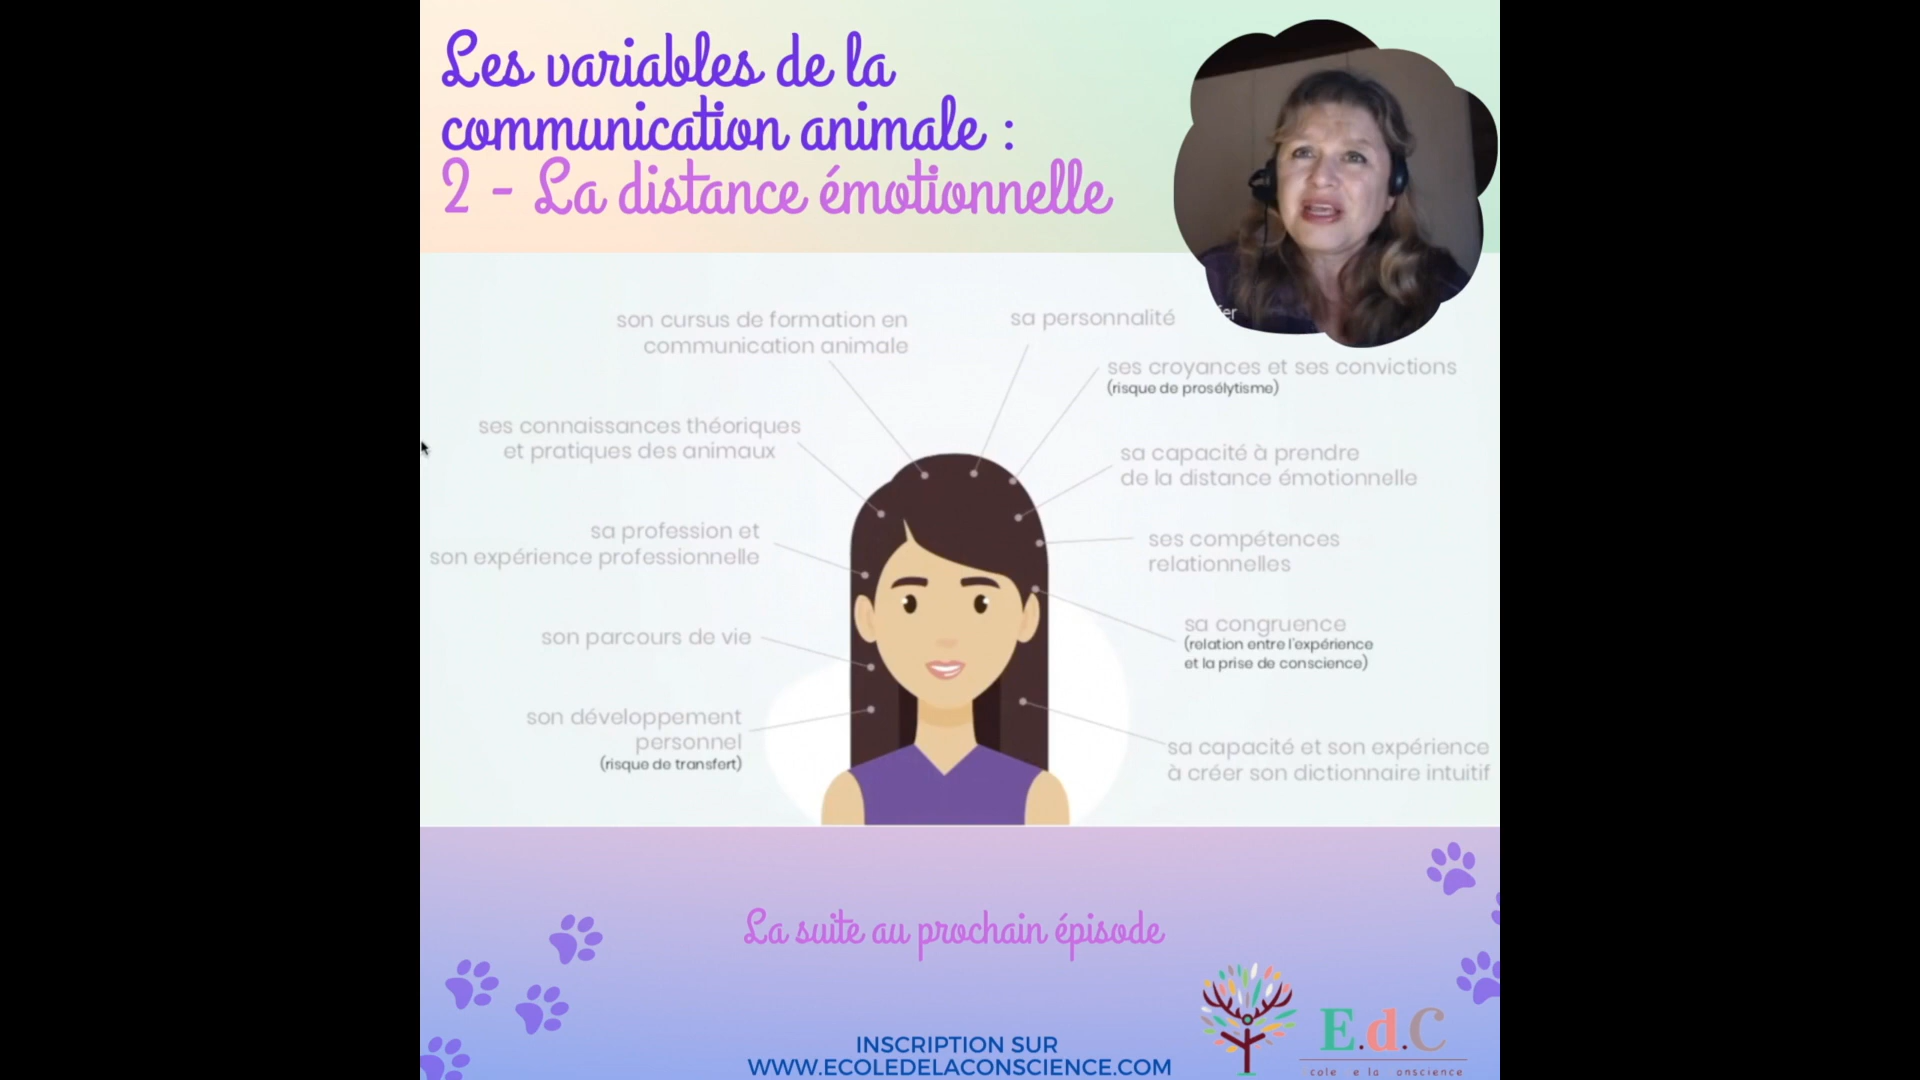 Les variables de la
communication animale :
2 - La distance émotionnelle
er
son cursus de formation en
communication animale
sa personnalité
ses croyances et ses convictions
(risque de prosélytisme)
ses connaissances théoriques
et pratiques des animaux
sa capacité à prendre
de la distance émotionnelle
sa profession et
son expérience professionnelle
ses compétences
relationnelles
son parcours de vie
sa congruence
(relation entre l'expérience
et la prise de conscience)
son développement
personnel
(risque de transfert)
sa capacité et son expérience
à créer son dictionnaire intuitif
La suite au prochain épisode
INSCRIPTION SUR
WWW.ECOLEDELACONSCIENCE.COM
E.d.C
cole e la onscience